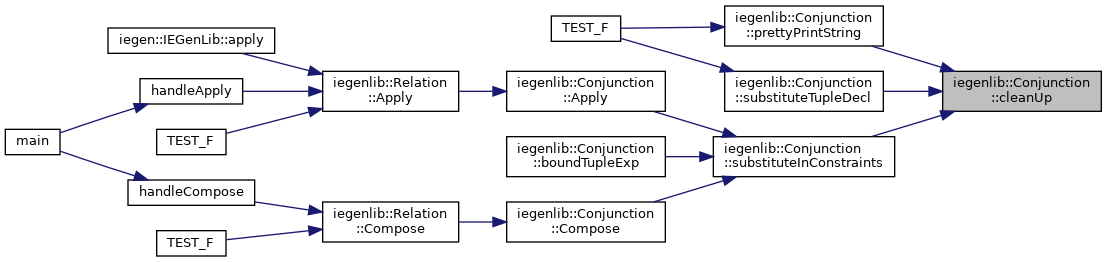 main
iegen::IEGenLib::apply
handleApply
TEST_F
handleCompose
TEST_F
iegenlib::Relation
::Apply
iegenlib::Relation
::Compose
TEST_F
iegenlib::Conjunction
::Apply
iegenlib::Conjunction
::boundTupleExp
iegenlib::Conjunction
::Compose
iegenlib::Conjunction
::prettyPrintString
iegenlib::Conjunction
::substituteTupleDecl
iegenlib::Conjunction
::substituteInConstraints
iegenlib::Conjunction
::cleanUp